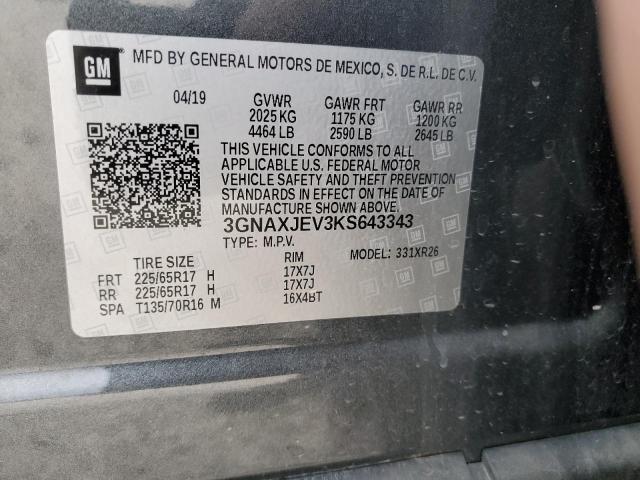 GM
MFD BY GENERAL MOTORS DE MEXICO, S. DE R.L. DE C.V.
04/19 GVWR GAWR FRT GAWR RR
2025 KG 1175 KG 1200 KG
4464 LB 2590 LB 2645 LB
THIS VEHICLE CONFORMS TO ALL
APPLICABLE U.S. FEDERAL MOTOR
VEHICLE SAFETY AND THEFT PREVENTION
STANDARDS IN EFFECT ON THE DATE OF
MANUFACTURE SHOWN ABOVE.
3GNAXJEV3KS643343
TYPE: M.P.V. MODEL: 331XR26
TIRE SIZE RIM
FRT 225/65R17 H 17X7J
RR 225/65R17 H 17X7J
SPA T135/70R16 M 16X4BT